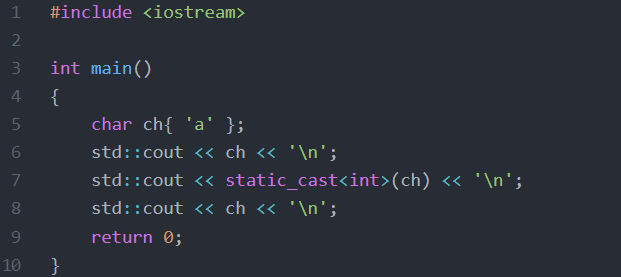 1 #include <iostream>
2
3 int main()
4 {
5     char ch{ 'a' };
6     std::cout << ch << '\n';
7     std::cout << static_cast<int>(ch) << '\n';
8     std::cout << ch << '\n';
9     return 0;
10 }